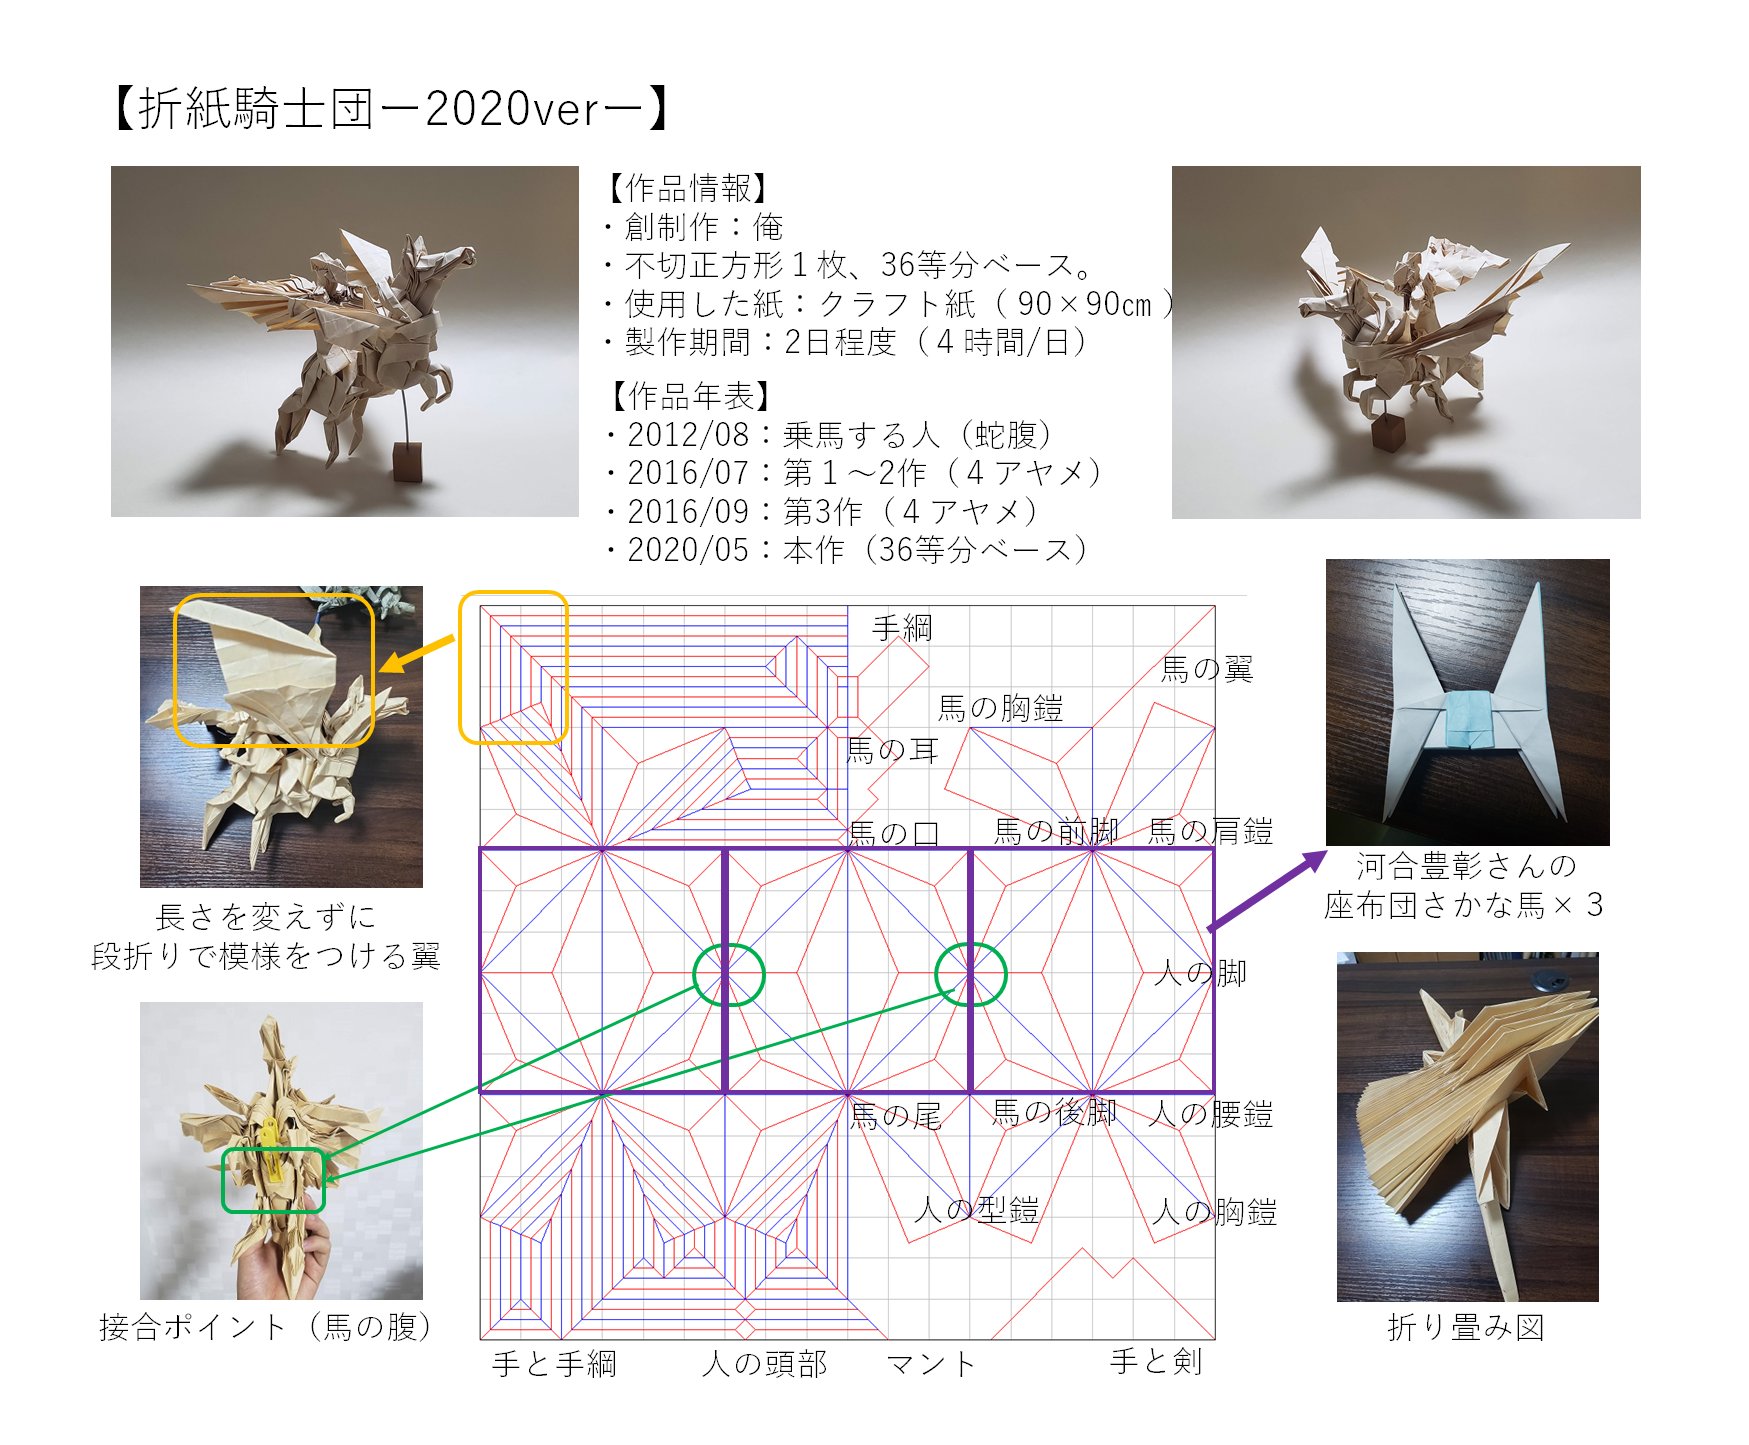 【折紙騎士団ー2020verー】
【作品情報】
・創制作：俺
・不切正方形１枚、36等分ベース。
・使用した紙：クラフト紙（90×90㎝）
・製作期間：2日程度（４時間/日）
【作品年表】
・2012/08：乗馬する人（蛇腹）
・2016/07：第１～2作（４アヤメ）
・2016/09：第3作（４アヤメ）
・2020/05：本作（36等分ベース）
手綱
馬の翼
馬の胸鎧
馬の耳
馬の口
馬の前脚
馬の肩鎧
河合豊彰さんの
座布団さかな馬×３
長さを変えずに
段折りで模様をつける翼
人の脚
馬の尾
馬の後脚
人の腰鎧
人の型鎧
人の胸鎧
接合ポイント（馬の腹）
折り畳み図
手と手綱
人の頭部
マント
手と剣